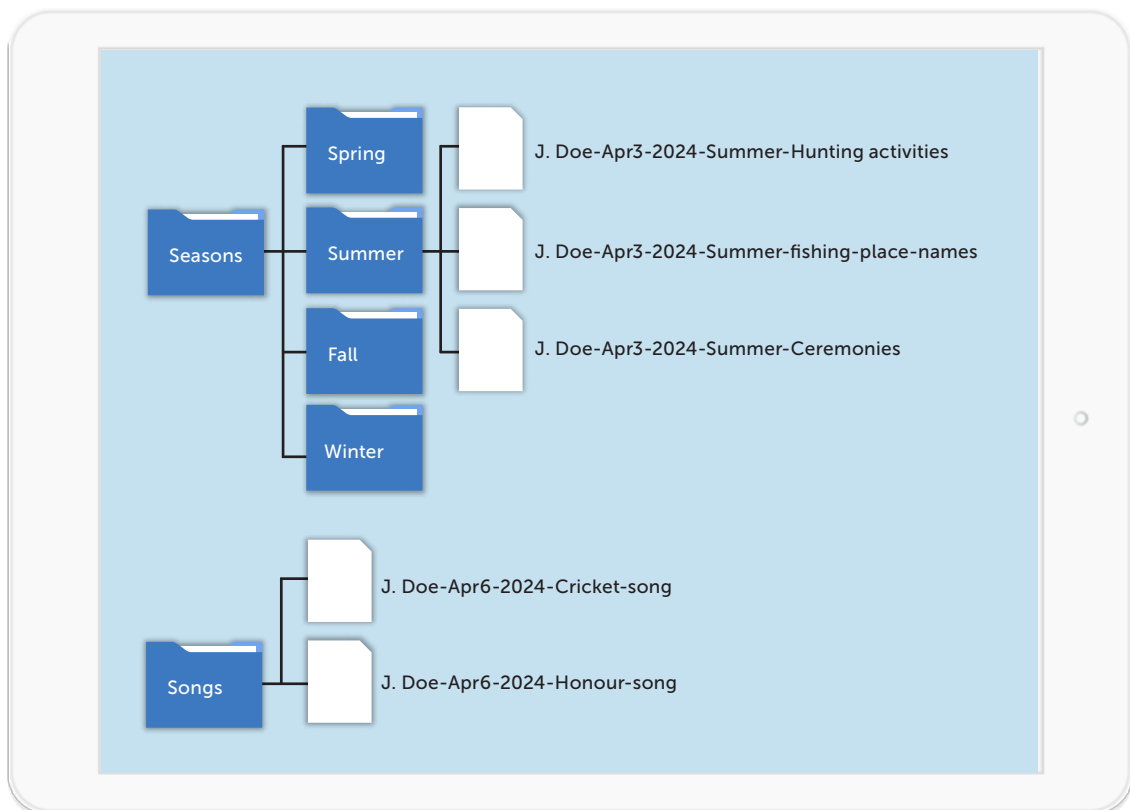 Seasons
Spring
Summer
Fall
Winter
J. Doe-Apr3-2024-Summer-Hunting activities
J. Doe-Apr3-2024-Summer-fishing-place-names
J. Doe-Apr3-2024-Summer-Ceremonies
Songs
J. Doe-Apr6-2024-Cricket-song
J. Doe-Apr6-2024-Honour-song